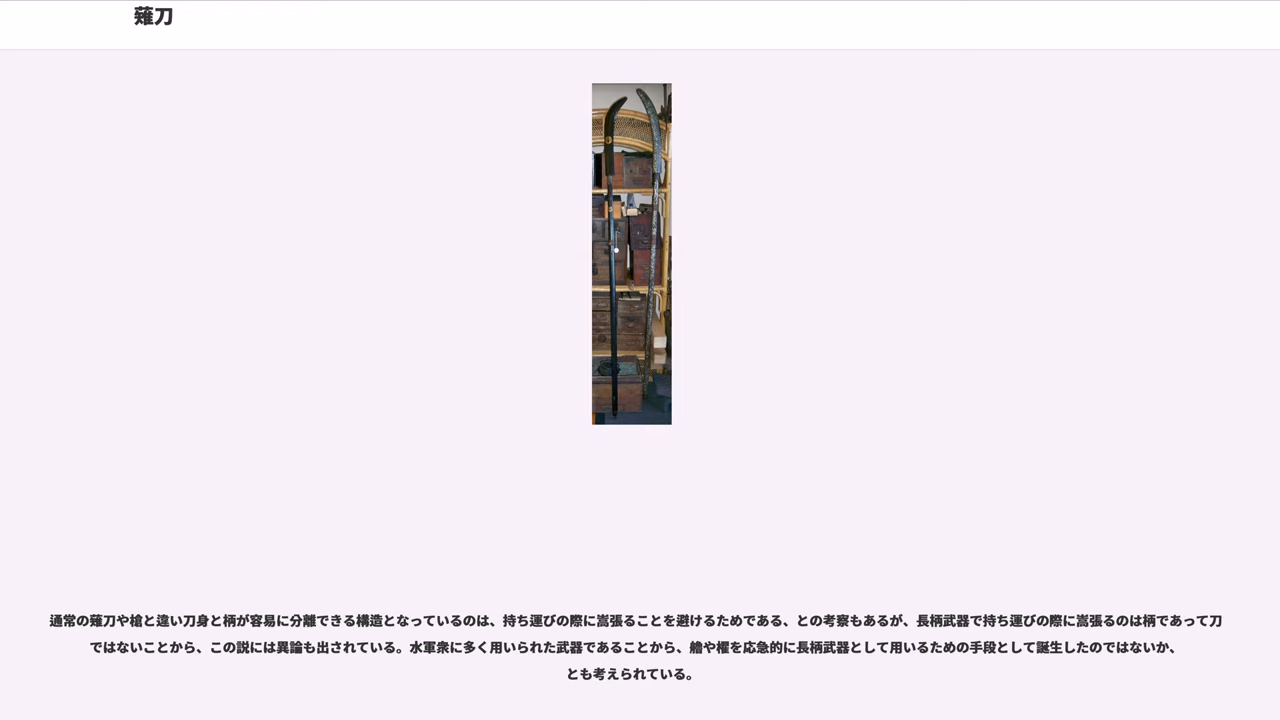 薙刀
通常の薙刀や槍と違い刀身と柄が容易に分離できる構造となっているのは、持ち運びの際に嵩張ることを避けるためである、との考察もあるが、長柄武器で持ち運びの際に嵩張るのは柄であって刀
ではないことから、この説には異論も出されている。水軍衆に多く用いられた武器であることから、艪や櫂を応急的に長柄武器として用いるための手段として誕生したのではないか、
とも考えられている。